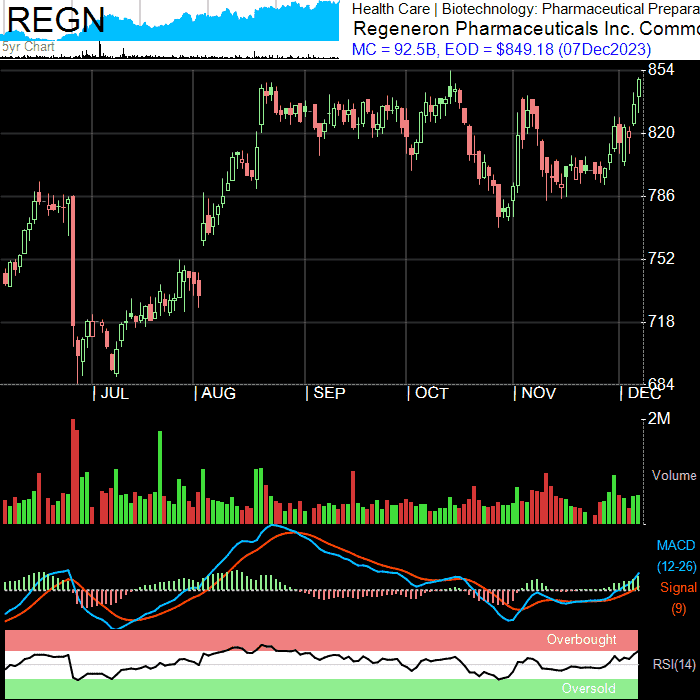 REGN
5yr Chart
Health Care | Biotechnology: Pharmaceutical Prepara
Regeneron Pharmaceuticals Inc. Commo
MC = 92.5B, EOD = $849.18 (07Dec2023)
854
820
786
752
718
684
| JUL | AUG | SEP | OCT | NOV | DEC
2M
Volume
MACD
(12-26)
Signal
(9)
Overbought
RSI(14)
Oversold